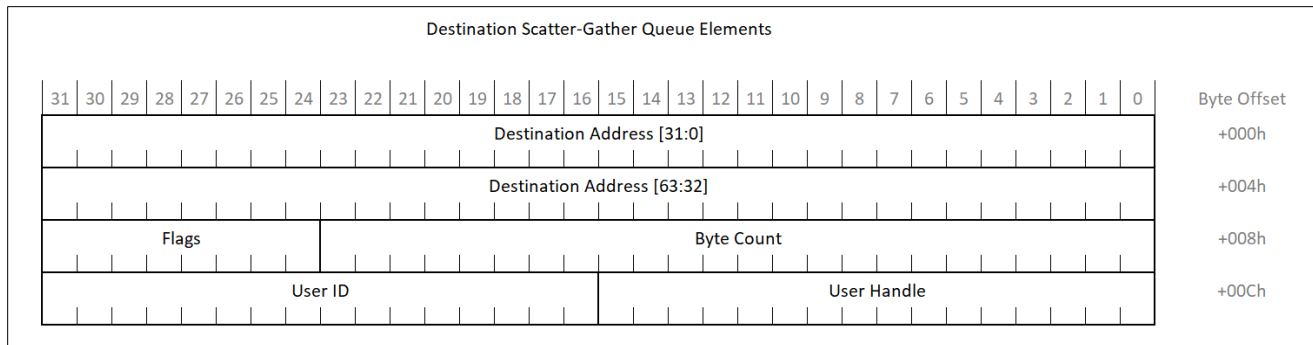 Destination Scatter-Gather Queue Elements
31 30 29 28 27 26 25 24 23 22 21 20 19 18 17 16 15 14 13 12 11 10 9 8 7 6 5 4 3 2 1 0 Byte Offset
Destination Address [31:0] +000h
Destination Address [63:32] +004h
Flags Byte Count +008h
User ID User Handle +00Ch